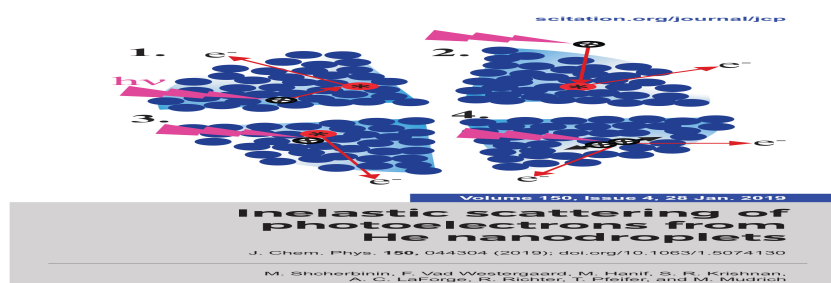 scitation.org/journal/jcp
1.
e⁻
2.
e⁻
hν
3.
e⁻
4.
e⁻
e⁻
Volume 150, Issue 4, 28 Jan. 2019
Inelastic scattering of
photoelectrons from
He nanodroplets
J. Chem. Phys. 150, 044304 (2019); doi.org/10.1063/1.5074130
M. Shcherbinin, F. Vad Westergaard, M. Hanif, S. R. Krishnan,
A. C. LaForge, R. Richter, T. Pfeifer, and M. Mudrich